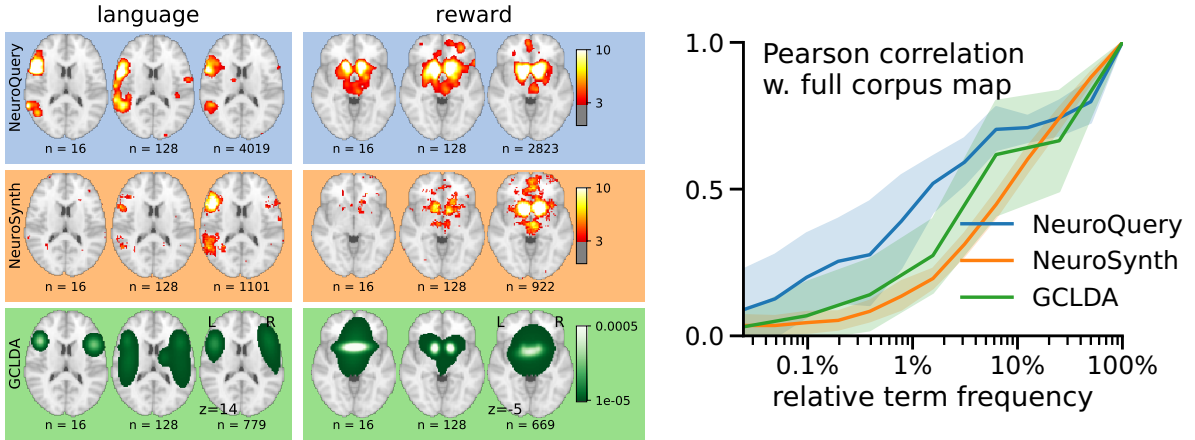 language
reward
NeuroQuery
n = 16
n = 128
n = 4019
n = 16
n = 128
n = 2823
10
3
NeuroSynth
n = 16
n = 128
n = 1101
n = 16
n = 128
n = 922
10
3
GCLDA
L
R
z=14
n = 16
n = 128
n = 779
L
R
z=-5
n = 16
n = 128
n = 669
0.0005
1e-05
Pearson correlation
w. full corpus map
1.0
0.5
0.0
NeuroQuery
NeuroSynth
GCLDA
0.1%
1%
10%
100%
relative term frequency